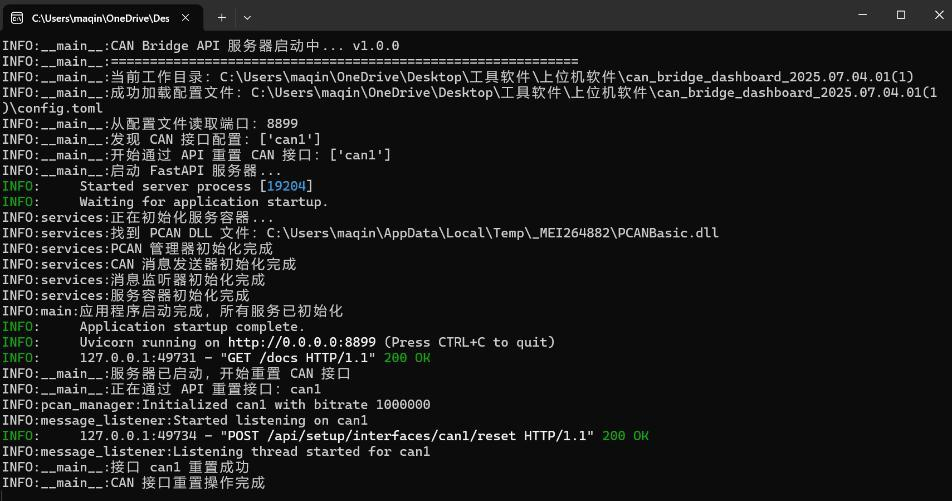 C:\Users\maqin\OneDrive\Des
INFO:__main__:CAN Bridge API 服务器启动中... v1.0.0
INFO:__main__:============================================================
INFO:__main__:当前工作目录: C:\Users\maqin\OneDrive\Desktop\工具软件\上位机软件\can_bridge_dashboard_2025.07.04.01(1)
INFO:__main__:成功加载配置文件: C:\Users\maqin\OneDrive\Desktop\工具软件\上位机软件\can_bridge_dashboard_2025.07.04.01(1
)\config.toml
INFO:__main__:从配置文件读取端口: 8899
INFO:__main__:发现 CAN 接口配置: ['can1']
INFO:__main__:开始通过 API 重置 CAN 接口: ['can1']
INFO:__main__:启动 FastAPI 服务器...
INFO:     Started server process [19204]
INFO:     Waiting for application startup.
INFO:services:正在初始化服务容器...
INFO:services:找到 PCAN DLL 文件: C:\Users\maqin\AppData\Local\Temp\_MEI264882\PCANBasic.dll
INFO:services:PCAN 管理器初始化完成
INFO:services:CAN 消息发送器初始化完成
INFO:services:消息监听器初始化完成
INFO:services:服务容器初始化完成
INFO:main:应用程序启动完成，所有服务已初始化
INFO:     Application startup complete.
INFO:     Uvicorn running on http://0.0.0.0:8899 (Press CTRL+C to quit)
INFO:     127.0.0.1:49731 - "GET /docs HTTP/1.1" 200 OK
INFO:__main__:服务器已启动，开始重置 CAN 接口
INFO:__main__:正在通过 API 重置接口: can1
INFO:pcan_manager:Initialized can1 with bitrate 1000000
INFO:message_listener:Started listening on can1
INFO:     127.0.0.1:49734 - "POST /api/setup/interfaces/can1/reset HTTP/1.1" 200 OK
INFO:message_listener:Listening thread started for can1
INFO:__main__:接口 can1 重置成功
INFO:__main__:CAN 接口重置操作完成